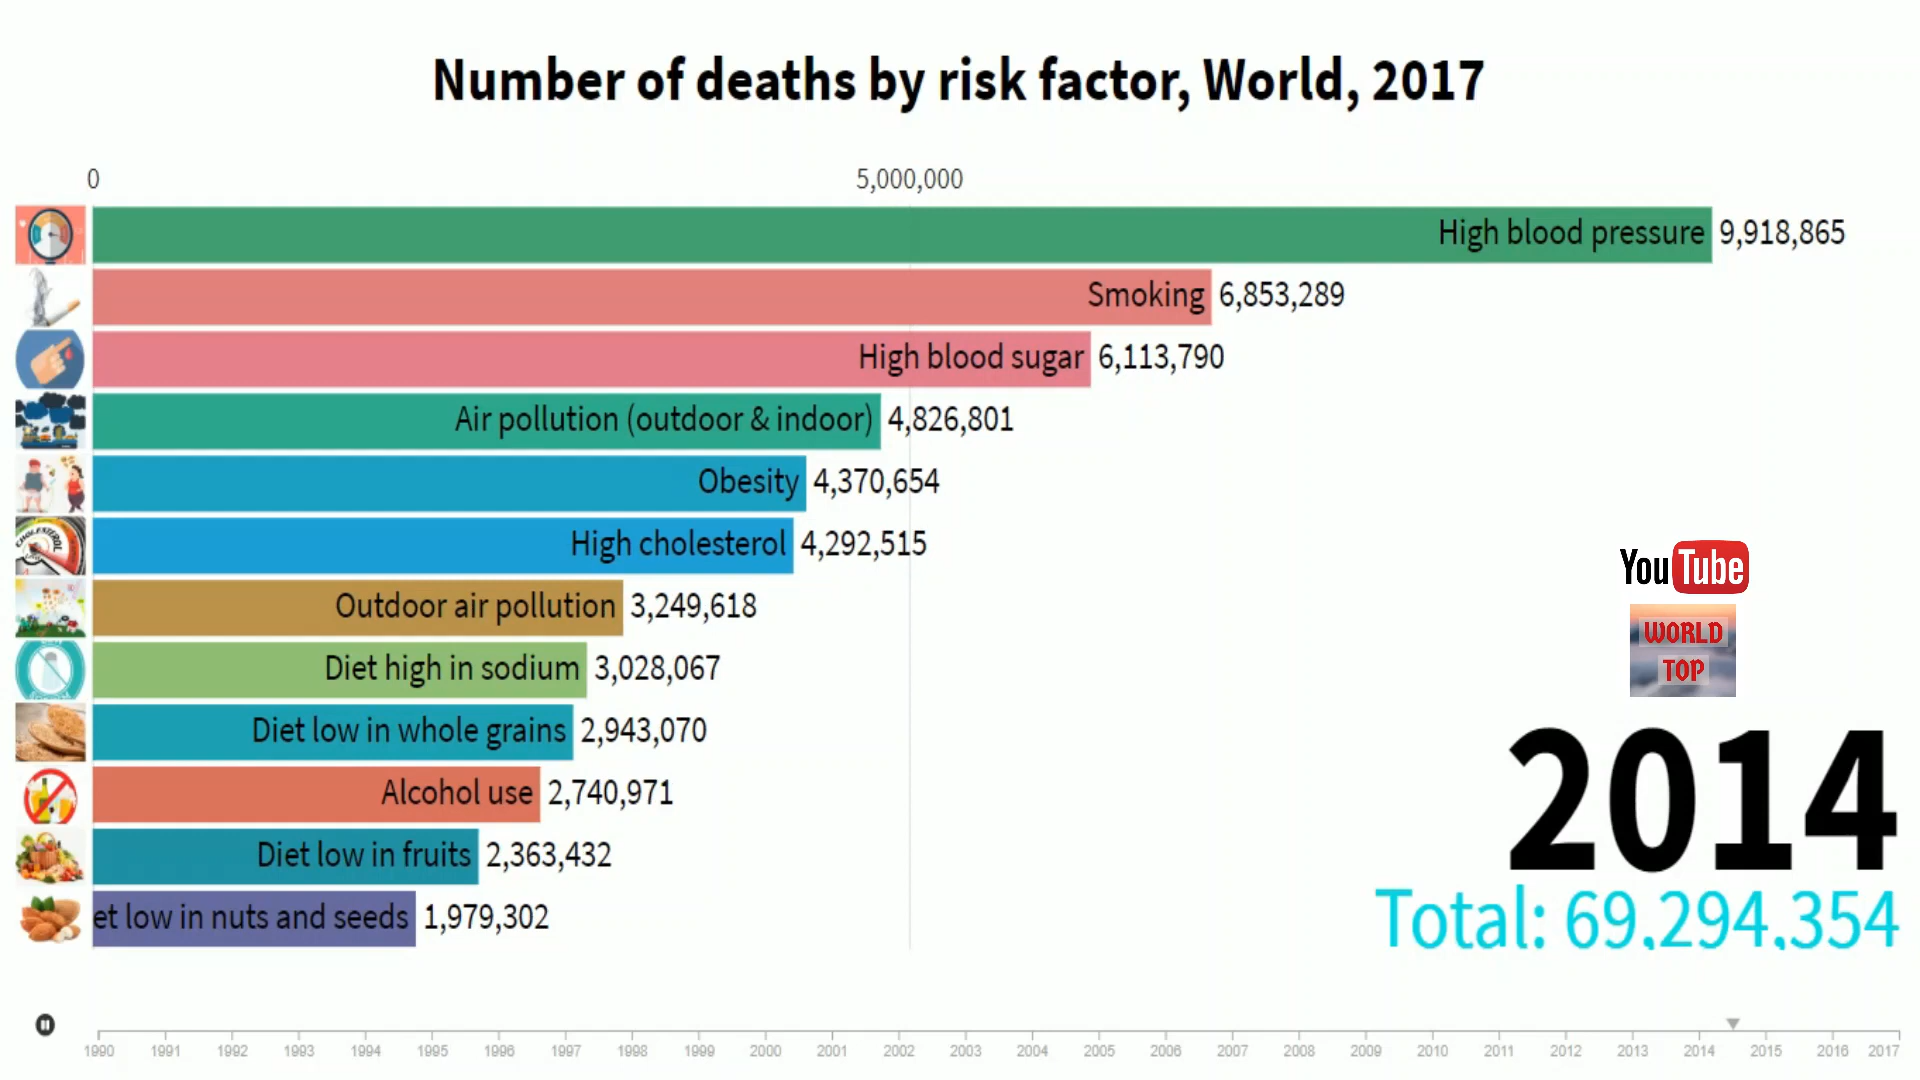 Number of deaths by risk factor, World, 2017
0 5,000,000
High blood pressure 9,918,865
Smoking 6,853,289
High blood sugar 6,113,790
Air pollution (outdoor & indoor) 4,826,801
Obesity 4,370,654
CHOLESTEROL High cholesterol 4,292,515
Outdoor air pollution 3,249,618
Diet high in sodium 3,028,067
Diet low in whole grains 2,943,070
Alcohol use 2,740,971
Diet low in fruits 2,363,432
et low in nuts and seeds 1,979,302
YouTube
WORLD
TOP
2014
Total: 69,294,354
1990 1991 1992 1993 1994 1995 1996 1997 1998 1999 2000 2001 2002 2003 2004 2005 2006 2007 2008 2009 2010 2011 2012 2013 2014 2015 2016 2017